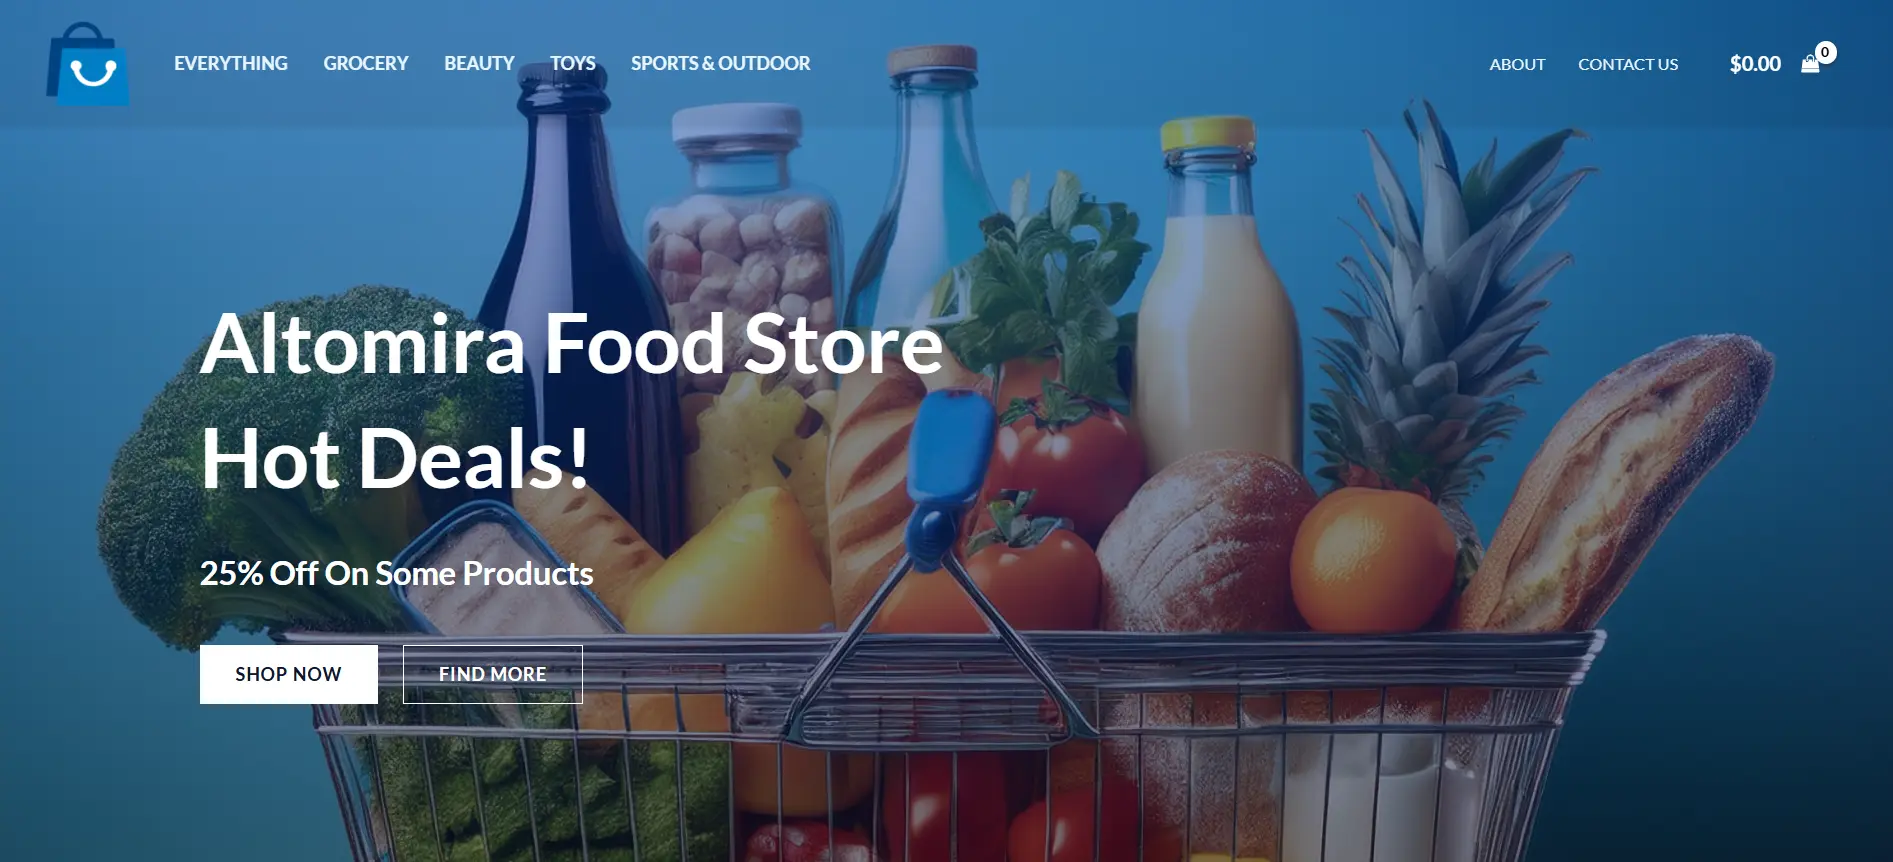 EVERYTHING GROCERY BEAUTY TOYS SPORTS & OUTDOOR ABOUT CONTACT US $0.00 0
Altomira Food Store
Hot Deals!
25% Off On Some Products
SHOP NOW FIND MORE